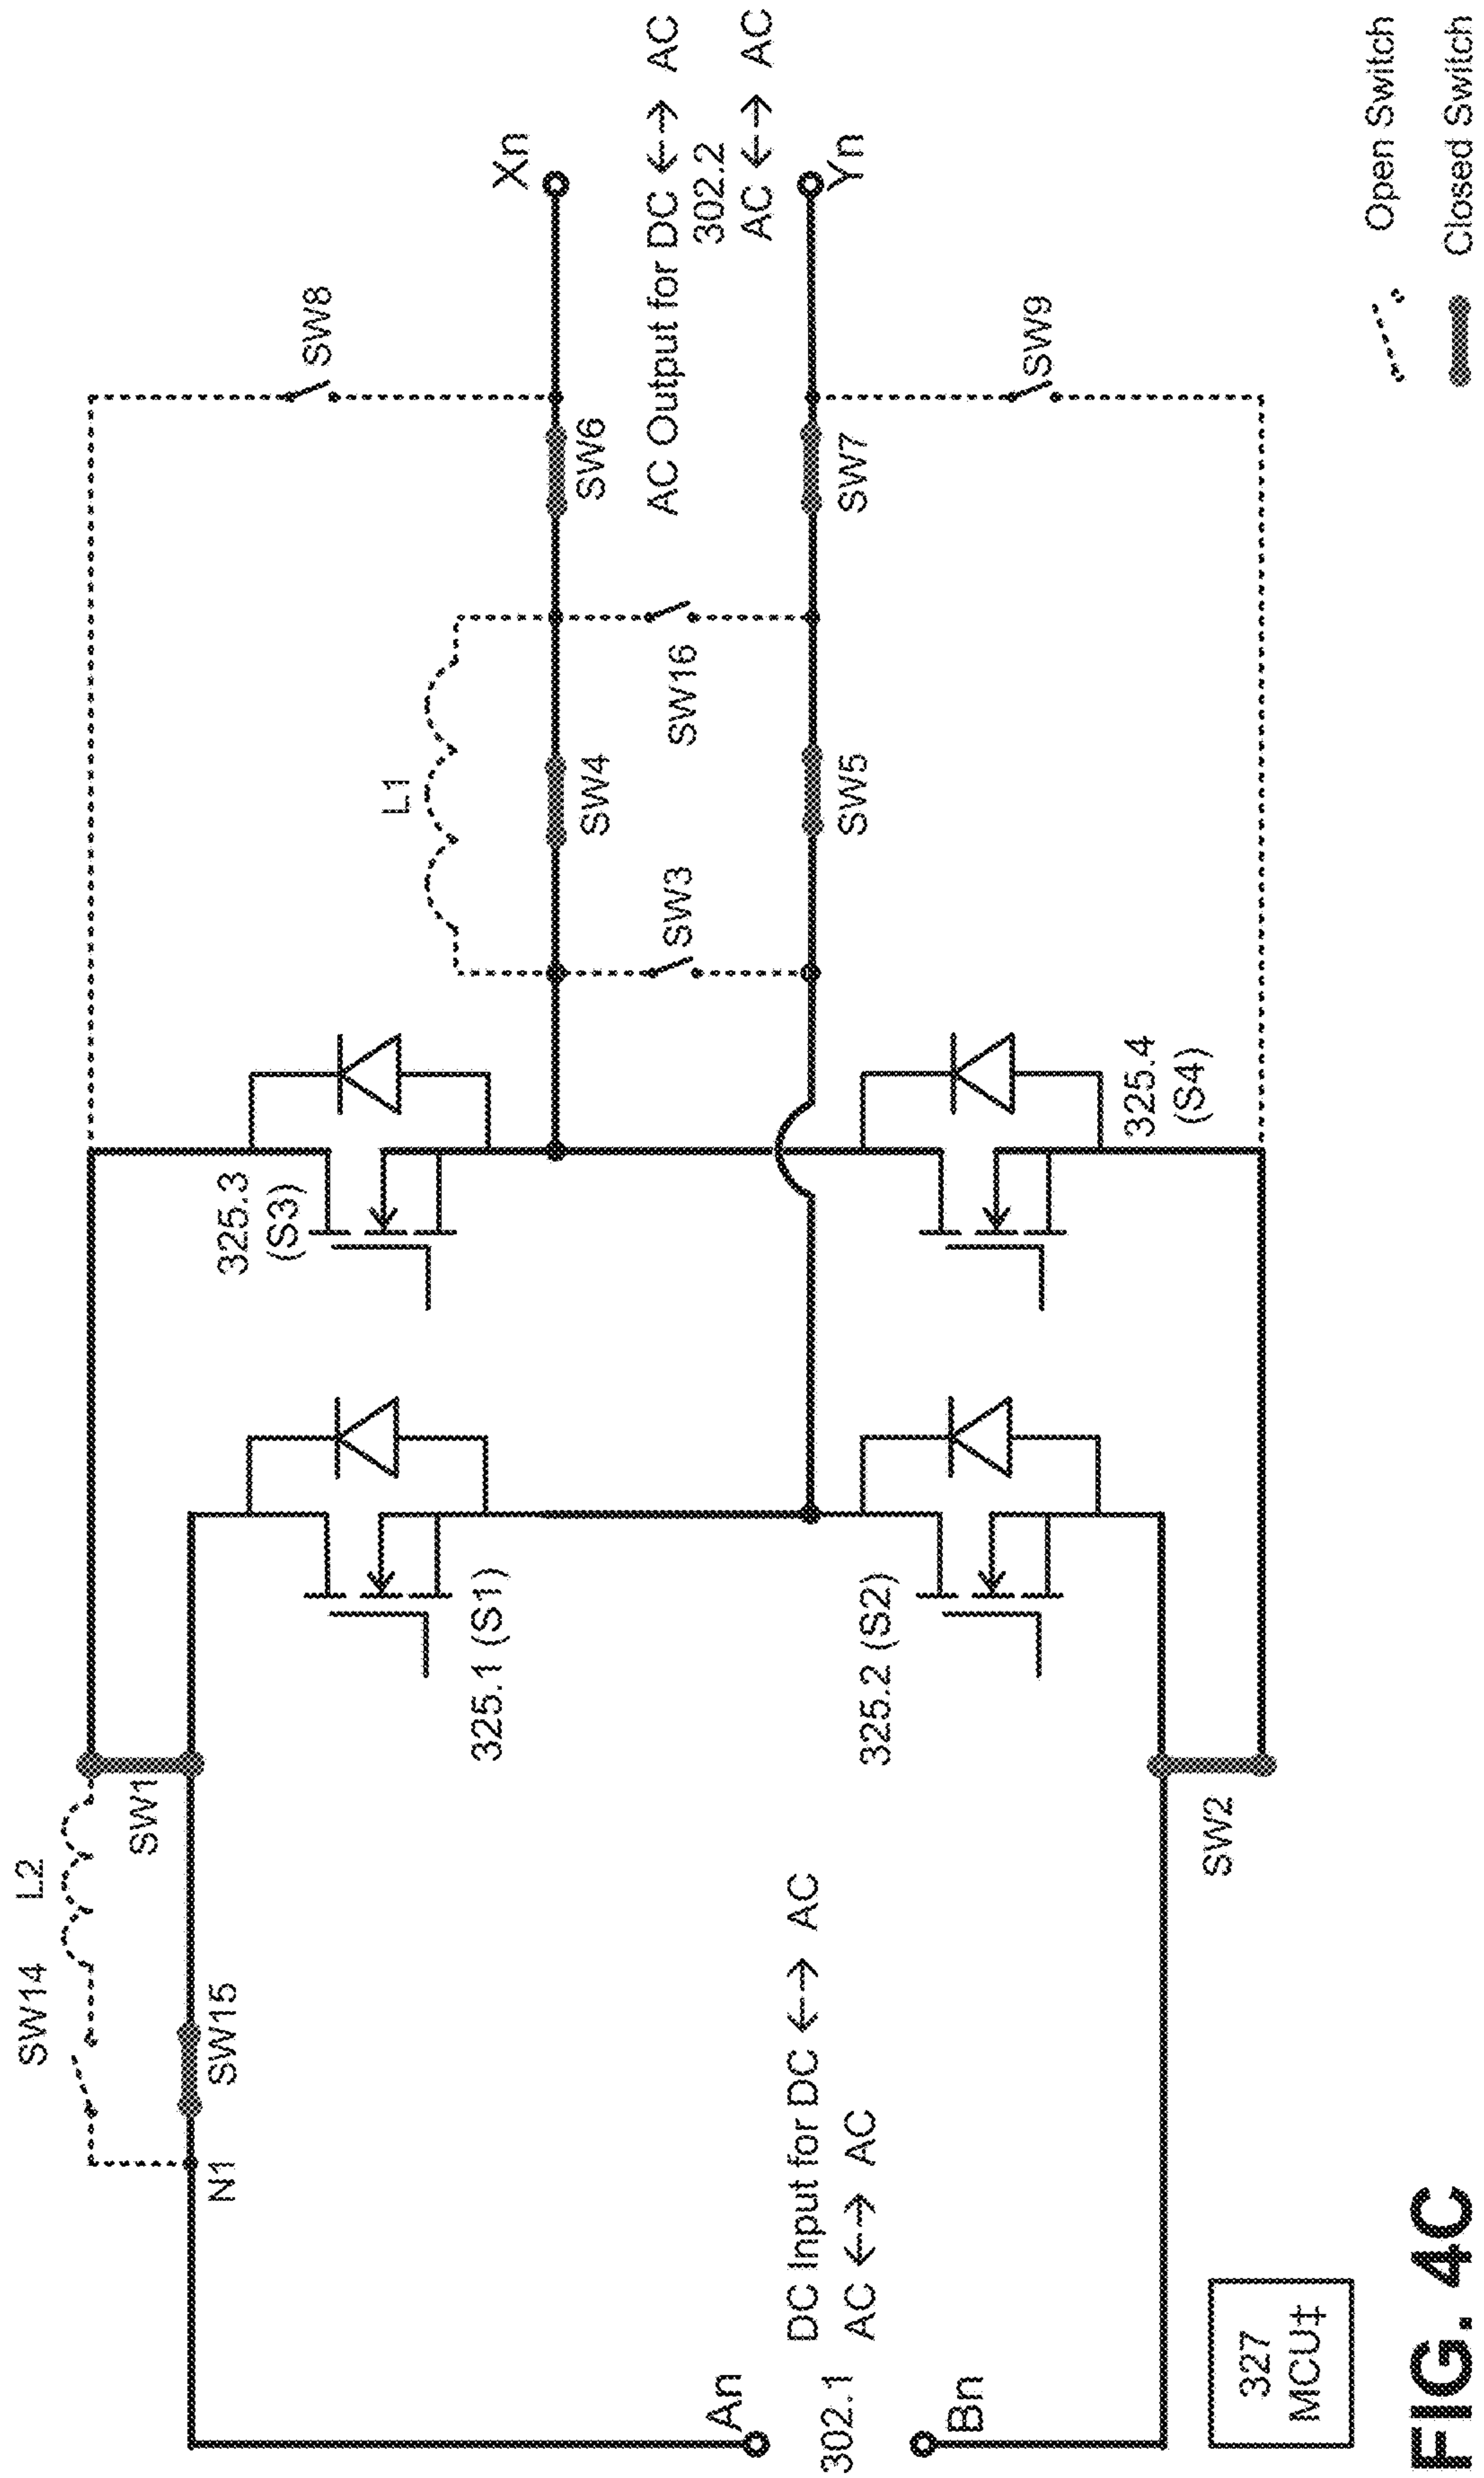 SW14
L2
N1
SW15
SW1
An
302.1
Bn
DC Input for DC ↔ AC
AC ↔ AC
327
MCU‡
SW2
325.1 (S1)
325.2 (S2)
325.3
(S3)
325.4
(S4)
L1
SW3
SW4
SW5
SW16
SW6
SW7
SW8
SW9
Xn
AC Output for DC ↔ AC
302.2
AC ↔ AC
Yn
Open Switch
Closed Switch
FIG. 4C